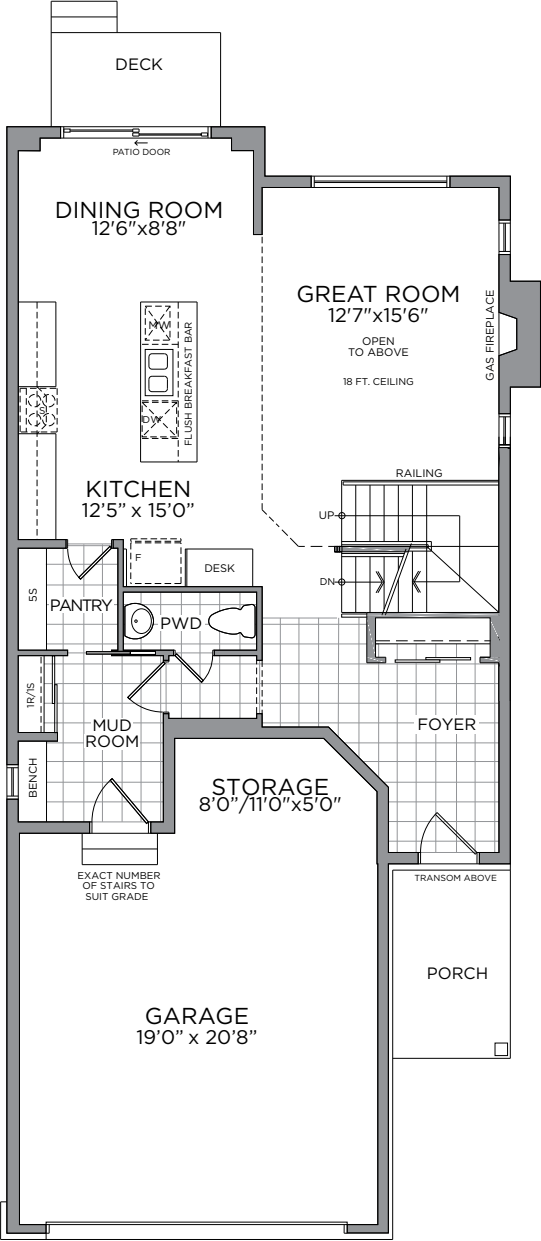 DECK
PATIO DOOR
DINING ROOM
12'6"x8'8"
GREAT ROOM
12'7"x15'6"
OPEN
TO ABOVE
18 FT. CEILING
GAS FIREPLACE
MW
FLUSH BREAKFAST BAR
S
DW
RAILING
KITCHEN
12'5" x 15'0"
UP
F
DESK
DN
5S
PANTRY
PWD
1R/1S
MUD
ROOM
FOYER
BENCH
STORAGE
8'0"/11'0"x5'0"
EXACT NUMBER
OF STAIRS TO
SUIT GRADE
TRANSOM ABOVE
PORCH
GARAGE
19'0" x 20'8"